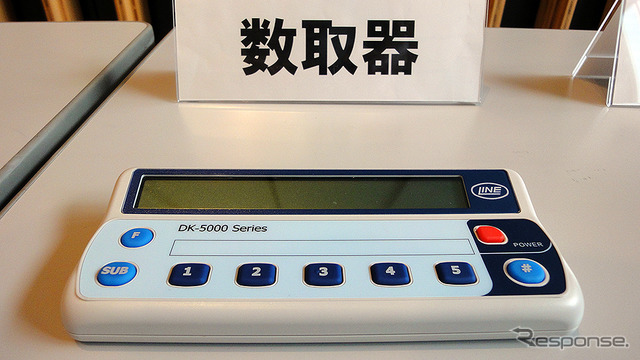 数取器
LINE
DK-5000 Series
F
POWER
SUB 1 2 3 4 5 #
Response.